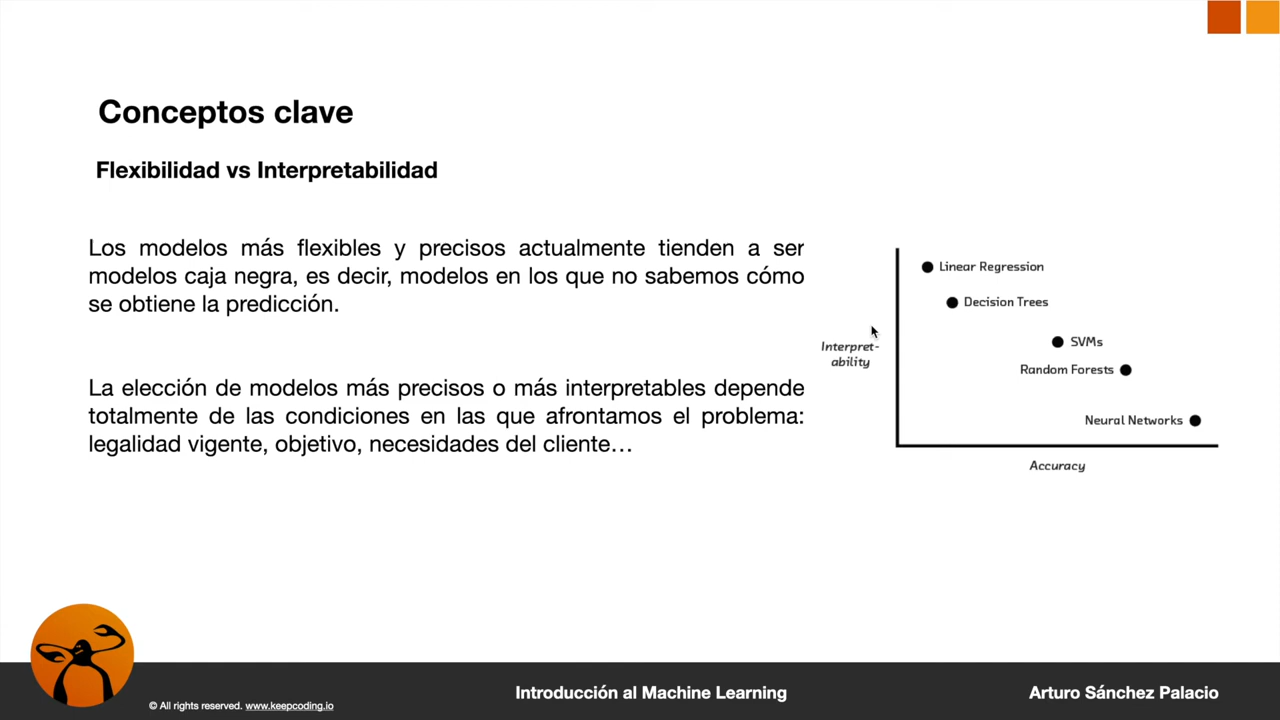 Conceptos clave
Flexibilidad vs Interpretabilidad
Los modelos más flexibles y precisos actualmente tienden a ser
modelos caja negra, es decir, modelos en los que no sabemos cómo
se obtiene la predicción.
La elección de modelos más precisos o más interpretables depende
totalmente de las condiciones en las que afrontamos el problema:
legalidad vigente, objetivo, necesidades del cliente…
Interpret-
ability
Linear Regression
Decision Trees
SVMs
Random Forests
Neural Networks
Accuracy
© All rights reserved. www.keepcoding.io
Introducción al Machine Learning
Arturo Sánchez Palacio